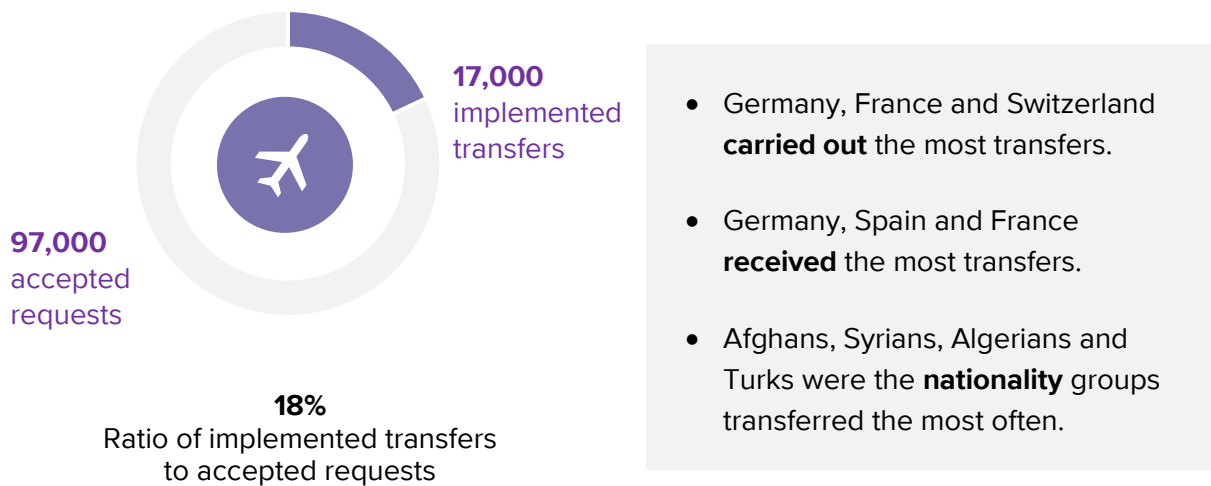 17,000
implemented
transfers
97,000
accepted
requests
18%
Ratio of implemented transfers
to accepted requests
• Germany, France and Switzerland
carried out the most transfers.
• Germany, Spain and France
received the most transfers.
• Afghans, Syrians, Algerians and
Turks were the nationality groups
transferred the most often.